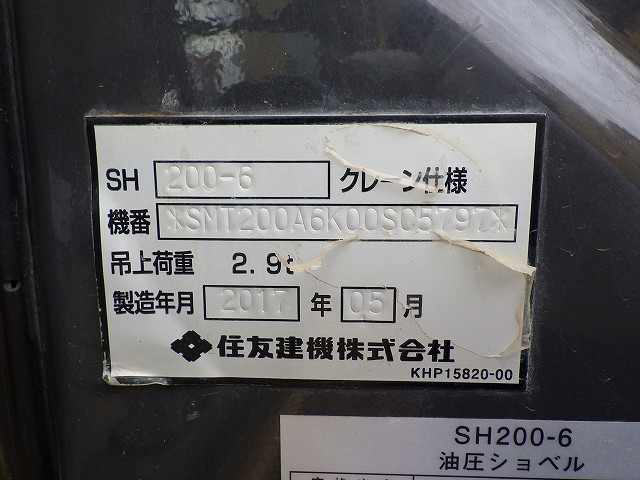 SH 200-6 クレーン仕様
機番 *SMT200A6K00SC5797*
吊上荷重 2.9t
製造年月 2017 年 05 月
住友建機株式会社
KHP15820-00
SH200-6
油圧ショベル